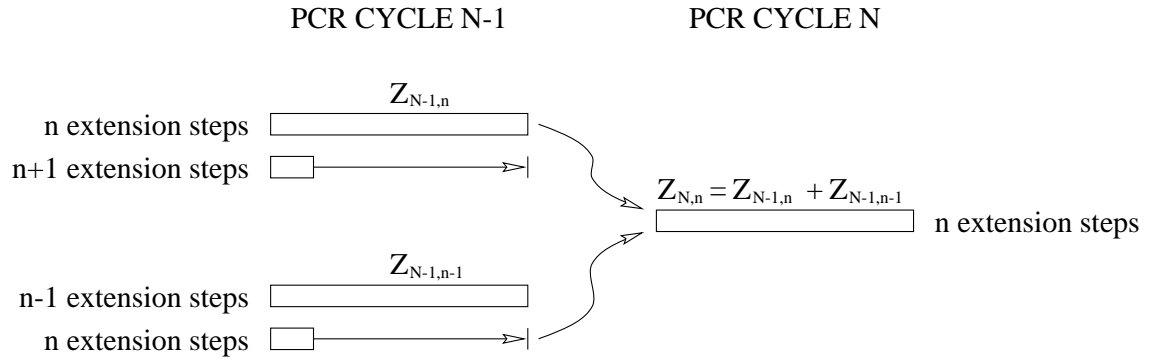 PCR CYCLE N-1 PCR CYCLE N
Z_{N-1,n}
n extension steps
n+1 extension steps
Z_{N,n} = Z_{N-1,n} + Z_{N-1,n-1}
n extension steps
Z_{N-1,n-1}
n-1 extension steps
n extension steps